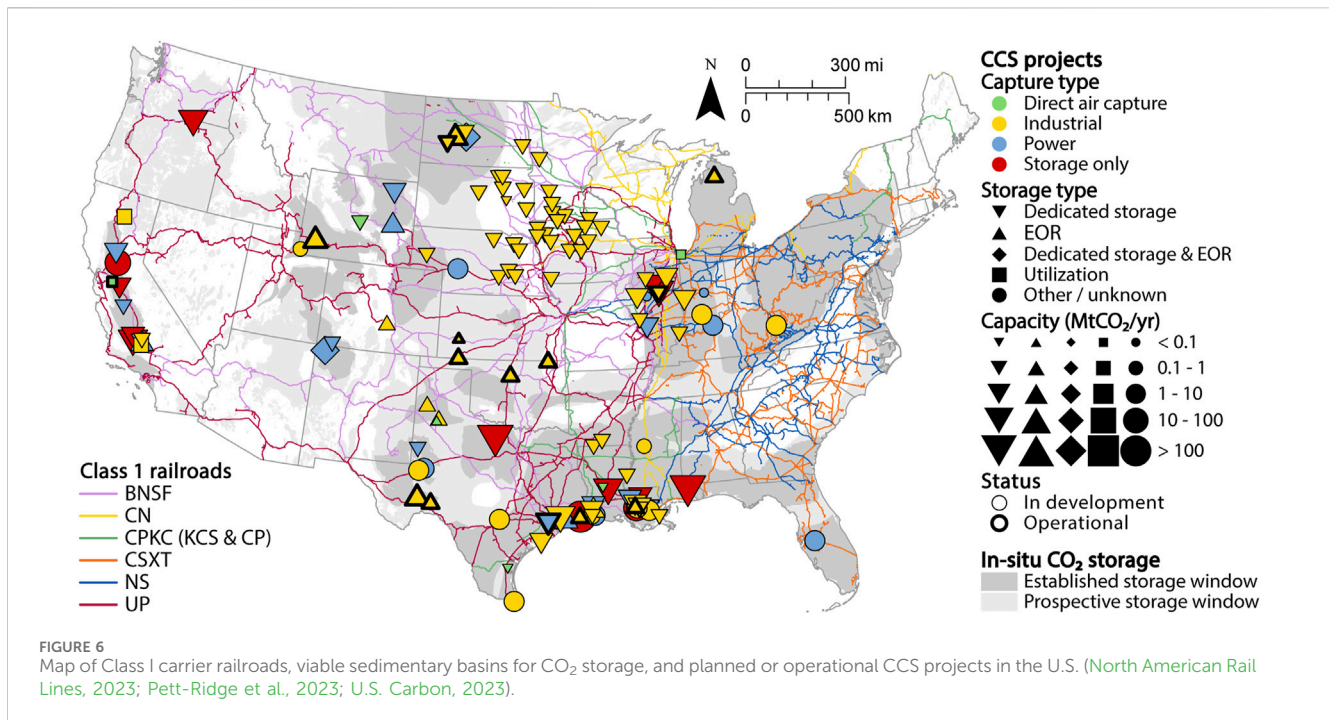 N
0 300 mi
0 500 km
CCS projects
Capture type
Direct air capture
Industrial
Power
Storage only
Storage type
Dedicated storage
EOR
Dedicated storage & EOR
Utilization
Other / unknown
Capacity (MtCO₂/yr)
< 0.1
0.1 - 1
1 - 10
10 - 100
> 100
Status
In development
Operational
In-situ CO₂ storage
Established storage window
Prospective storage window
Class 1 railroads
BNSF
CN
CPKC (KCS & CP)
CSXT
NS
UP
FIGURE 6
Map of Class I carrier railroads, viable sedimentary basins for CO₂ storage, and planned or operational CCS projects in the U.S. (North American Rail
Lines, 2023; Pett-Ridge et al., 2023; U.S. Carbon, 2023).